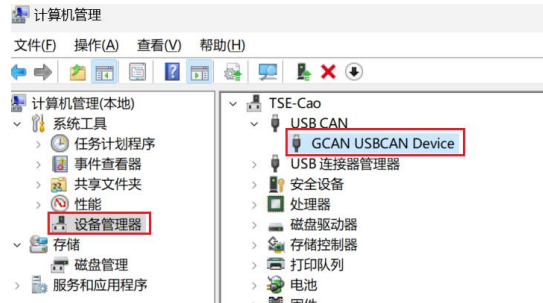 计算机管理
文件(F) 操作(A) 查看(V) 帮助(H)
计算机管理(本地)
系统工具
任务计划程序
事件查看器
共享文件夹
性能
设备管理器
存储
磁盘管理
服务和应用程序
TSE-Cao
USB CAN
GCAN USBCAN Device
USB 连接器管理器
安全设备
处理器
磁盘驱动器
存储控制器
打印队列
电池